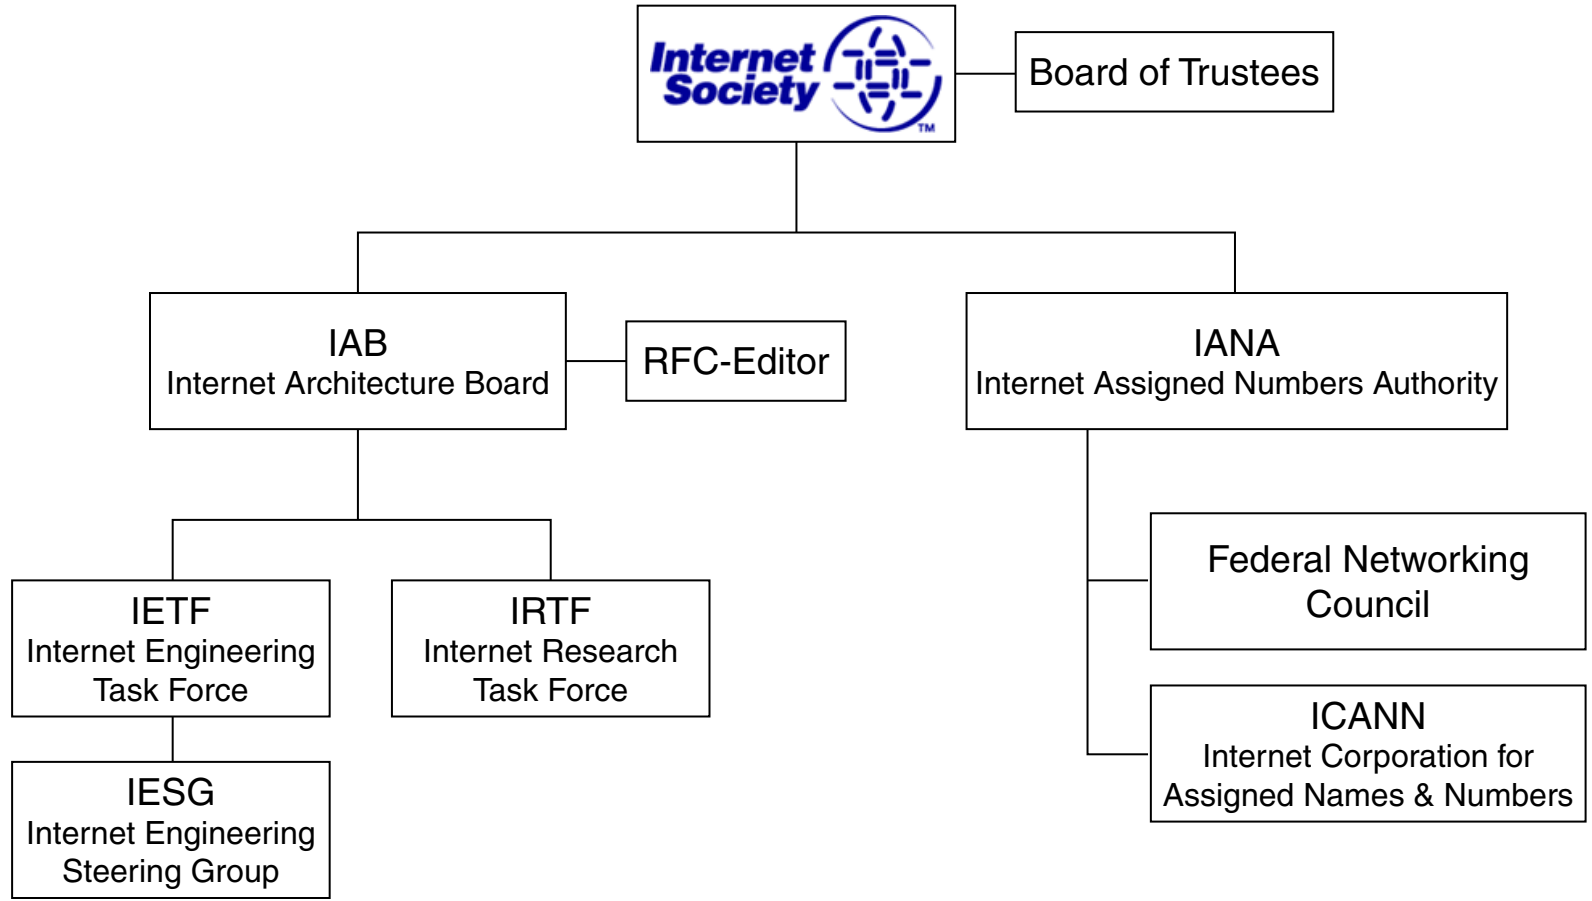 Internet
Society
TM
Board of Trustees
IAB
Internet Architecture Board
RFC-Editor
IANA
Internet Assigned Numbers Authority
IETF
Internet Engineering
Task Force
IRTF
Internet Research
Task Force
Federal Networking
Council
IESG
Internet Engineering
Steering Group
ICANN
Internet Corporation for
Assigned Names & Numbers